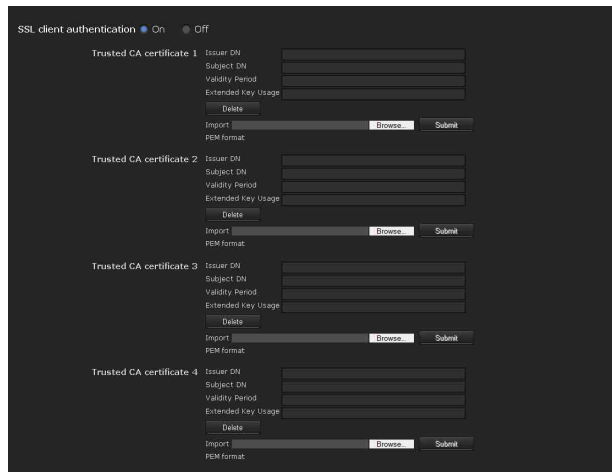 SSL client authentication On Off
Trusted CA certificate 1 Issuer DN
Subject DN
Validity Period
Extended Key Usage
Delete
Import Browse... Submit
PEM format
Trusted CA certificate 2 Issuer DN
Subject DN
Validity Period
Extended Key Usage
Delete
Import Browse... Submit
PEM format
Trusted CA certificate 3 Issuer DN
Subject DN
Validity Period
Extended Key Usage
Delete
Import Browse... Submit
PEM format
Trusted CA certificate 4 Issuer DN
Subject DN
Validity Period
Extended Key Usage
Delete
Import Browse... Submit
PEM format